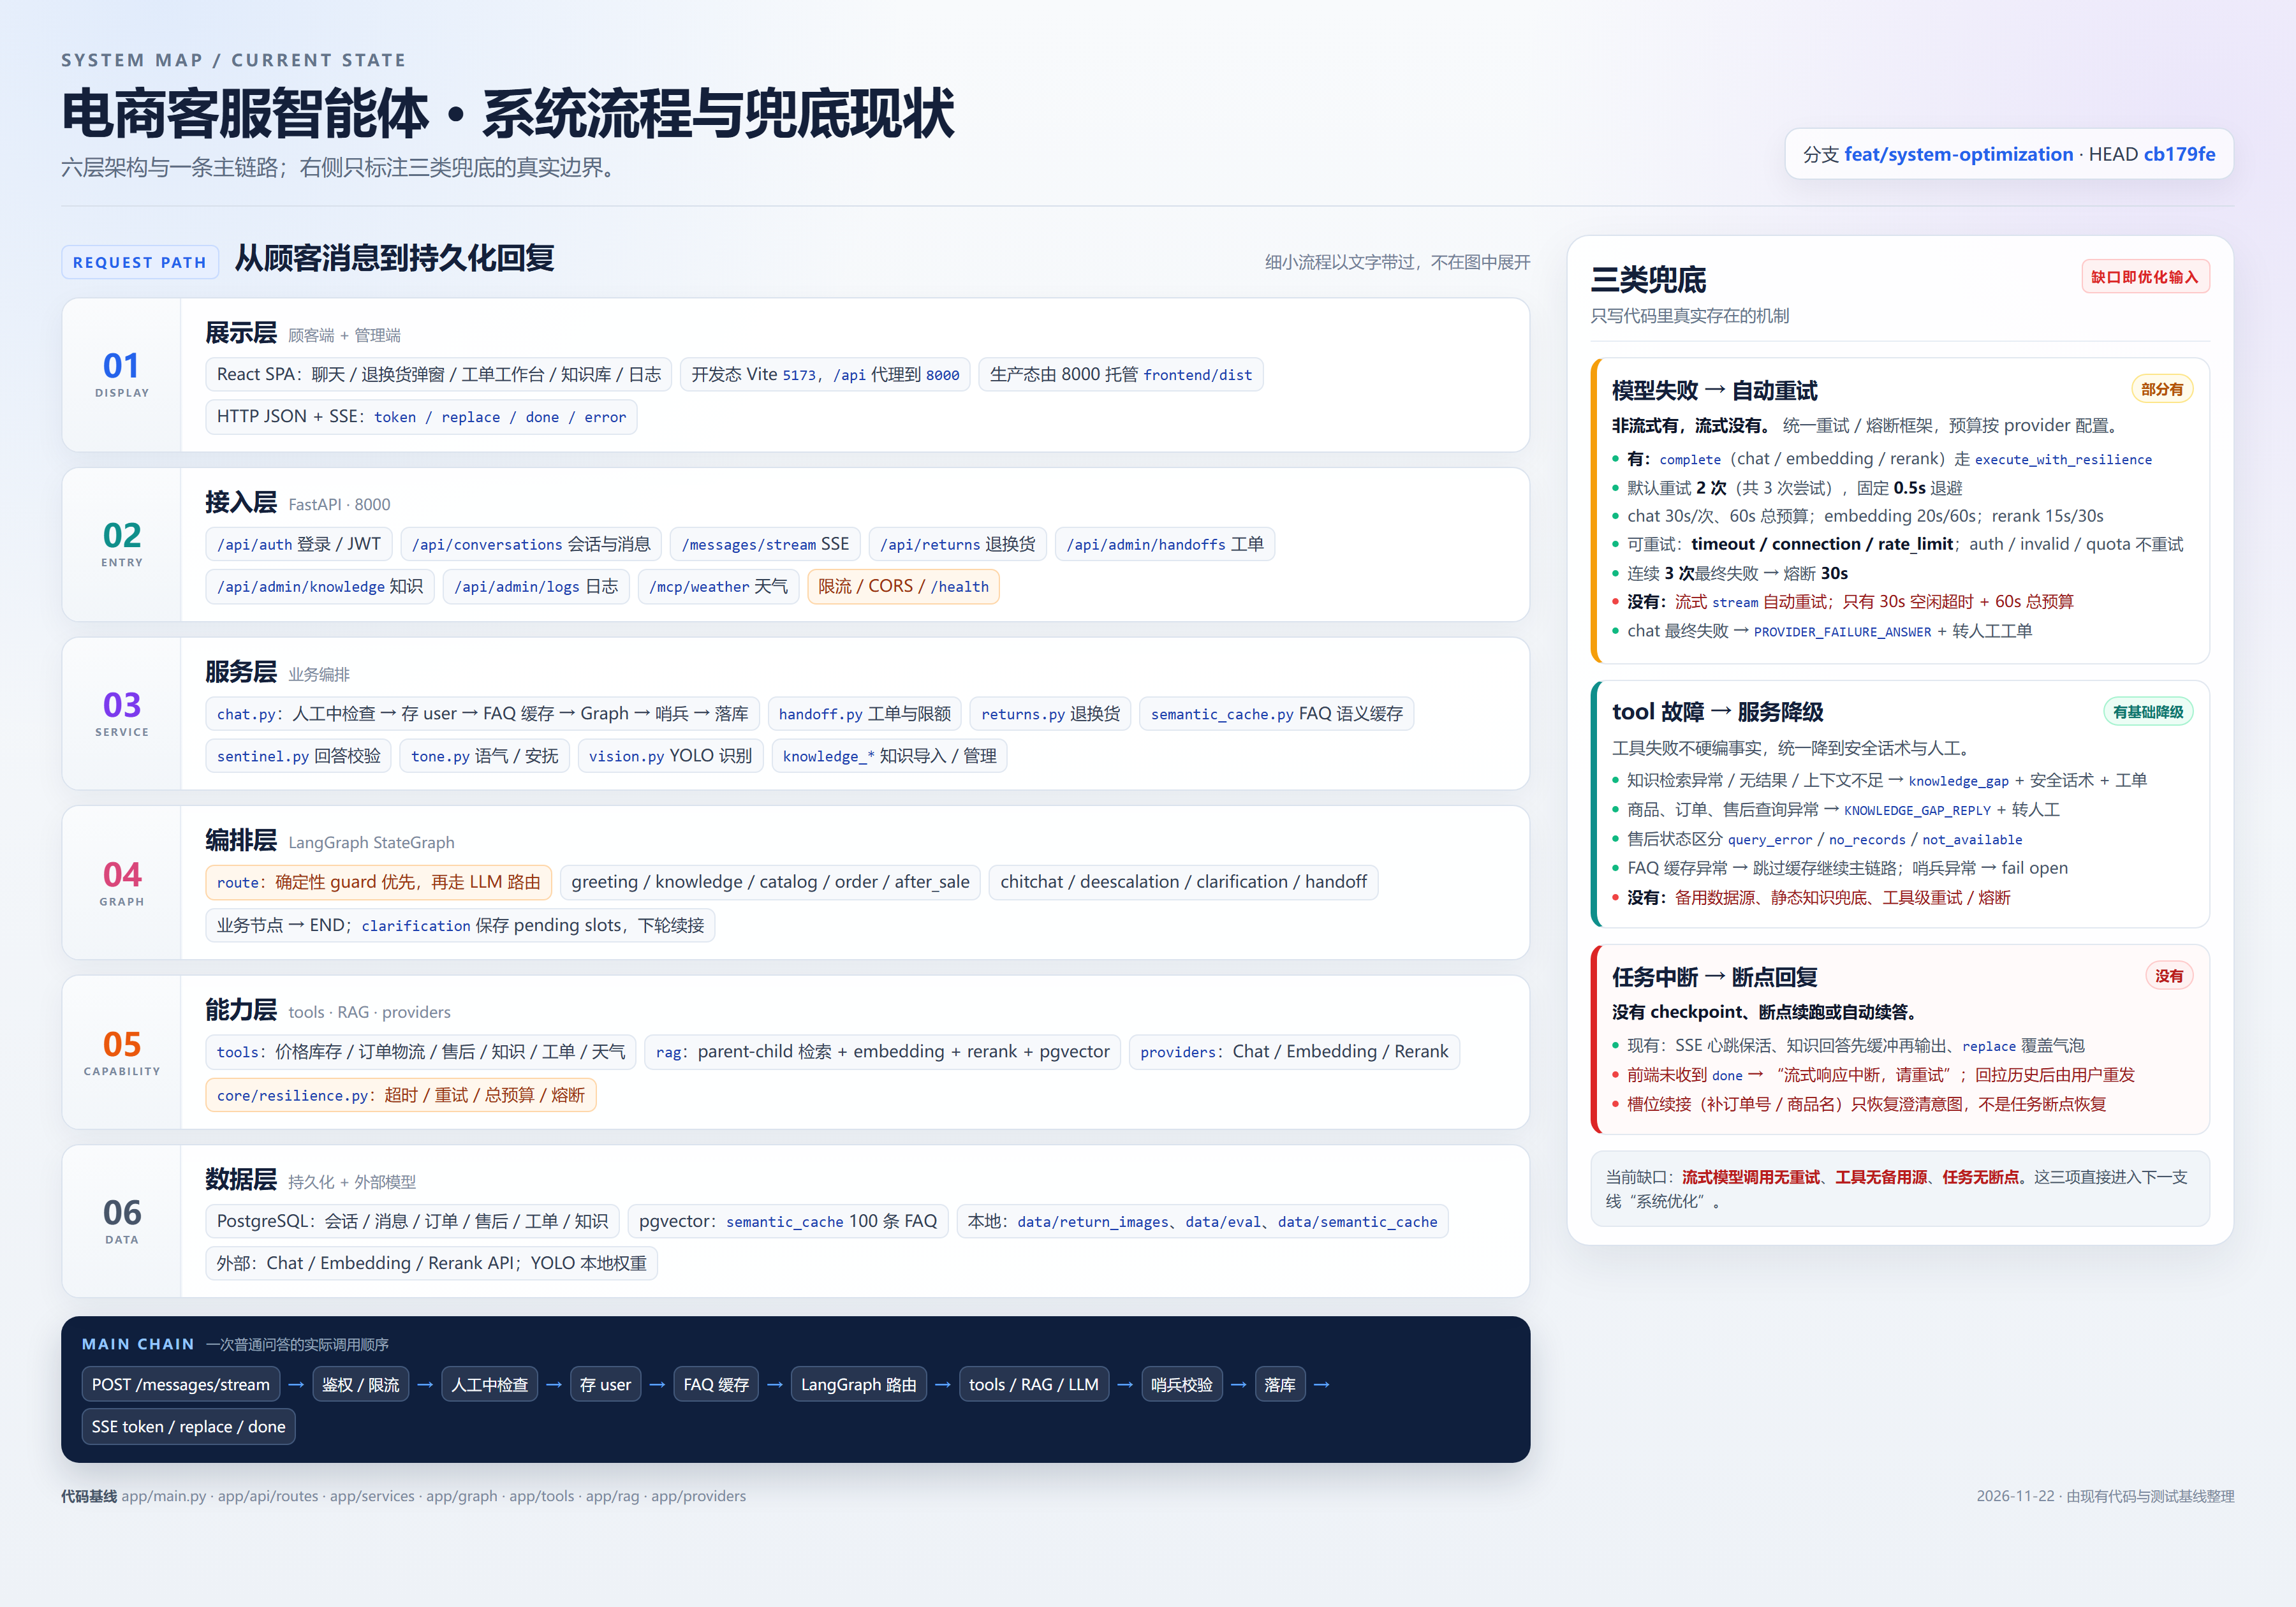 SYSTEM MAP / CURRENT STATE
电商客服智能体 · 系统流程与兜底现状
六层架构与一条主链路；右侧只标注三类兜底的真实边界。
分支 feat/system-optimization · HEAD cb179fe
REQUEST PATH 从顾客消息到持久化回复
细小流程以文字带过，不在图中展开
01
DISPLAY
展示层 顾客端 + 管理端
React SPA：聊天 / 退换货弹窗 / 工单工作台 / 知识库 / 日志 开发态 Vite 5173，/api 代理到 8000 生产态由 8000 托管 frontend/dist
HTTP JSON + SSE：token / replace / done / error
02
ENTRY
接入层 FastAPI · 8000
/api/auth 登录 / JWT /api/conversations 会话与消息 /messages/stream SSE /api/returns 退换货 /api/admin/handoffs 工单
/api/admin/knowledge 知识 /api/admin/logs 日志 /mcp/weather 天气 限流 / CORS / /health
03
SERVICE
服务层 业务编排
chat.py：人工中检查 → 存 user → FAQ 缓存 → Graph → 哨兵 → 落库 handoff.py 工单与限额 returns.py 退换货 semantic_cache.py FAQ 语义缓存
sentinel.py 回答校验 tone.py 语气 / 安抚 vision.py YOLO 识别 knowledge_* 知识导入 / 管理
04
GRAPH
编排层 LangGraph StateGraph
route：确定性 guard 优先，再走 LLM 路由 greeting / knowledge / catalog / order / after_sale chitchat / deescalation / clarification / handoff
业务节点 → END；clarification 保存 pending slots，下轮续接
05
CAPABILITY
能力层 tools · RAG · providers
tools：价格库存 / 订单物流 / 售后 / 知识 / 工单 / 天气 rag：parent-child 检索 + embedding + rerank + pgvector providers：Chat / Embedding / Rerank
core/resilience.py：超时 / 重试 / 总预算 / 熔断
06
DATA
数据层 持久化 + 外部模型
PostgreSQL：会话 / 消息 / 订单 / 售后 / 工单 / 知识 pgvector：semantic_cache 100 条 FAQ 本地：data/return_images、data/eval、data/semantic_cache
外部：Chat / Embedding / Rerank API；YOLO 本地权重
MAIN CHAIN 一次普通问答的实际调用顺序
POST /messages/stream → 鉴权 / 限流 → 人工中检查 → 存 user → FAQ 缓存 → LangGraph 路由 → tools / RAG / LLM → 哨兵校验 → 落库 →
SSE token / replace / done
三类兜底
缺口即优化输入
只写代码里真实存在的机制
模型失败 → 自动重试
部分有
非流式有，流式没有。 统一重试 / 熔断框架，预算按 provider 配置。
有：complete（chat / embedding / rerank）走 execute_with_resilience
默认重试 2 次（共 3 次尝试），固定 0.5s 退避
chat 30s/次、60s 总预算；embedding 20s/60s；rerank 15s/30s
可重试：timeout / connection / rate_limit；auth / invalid / quota 不重试
连续 3 次最终失败 → 熔断 30s
没有：流式 stream 自动重试；只有 30s 空闲超时 + 60s 总预算
chat 最终失败 → PROVIDER_FAILURE_ANSWER + 转人工工单
tool 故障 → 服务降级
有基础降级
工具失败不硬编事实，统一降到安全话术与人工。
知识检索异常 / 无结果 / 上下文不足 → knowledge_gap + 安全话术 + 工单
商品、订单、售后查询异常 → KNOWLEDGE_GAP_REPLY + 转人工
售后状态区分 query_error / no_records / not_available
FAQ 缓存异常 → 跳过缓存继续主链路；哨兵异常 → fail open
没有：备用数据源、静态知识兜底、工具级重试 / 熔断
任务中断 → 断点回复
没有
没有 checkpoint、断点续跑或自动续答。
现有：SSE 心跳保活、知识回答先缓冲再输出、replace 覆盖气泡
前端未收到 done → “流式响应中断，请重试”；回拉历史后由用户重发
槽位续接（补订单号 / 商品名）只恢复澄清意图，不是任务断点恢复
当前缺口：流式模型调用无重试、工具无备用源、任务无断点。这三项直接进入下一支
线“系统优化”。
代码基线 app/main.py · app/api/routes · app/services · app/graph · app/tools · app/rag · app/providers
2026-11-22 · 由现有代码与测试基线整理